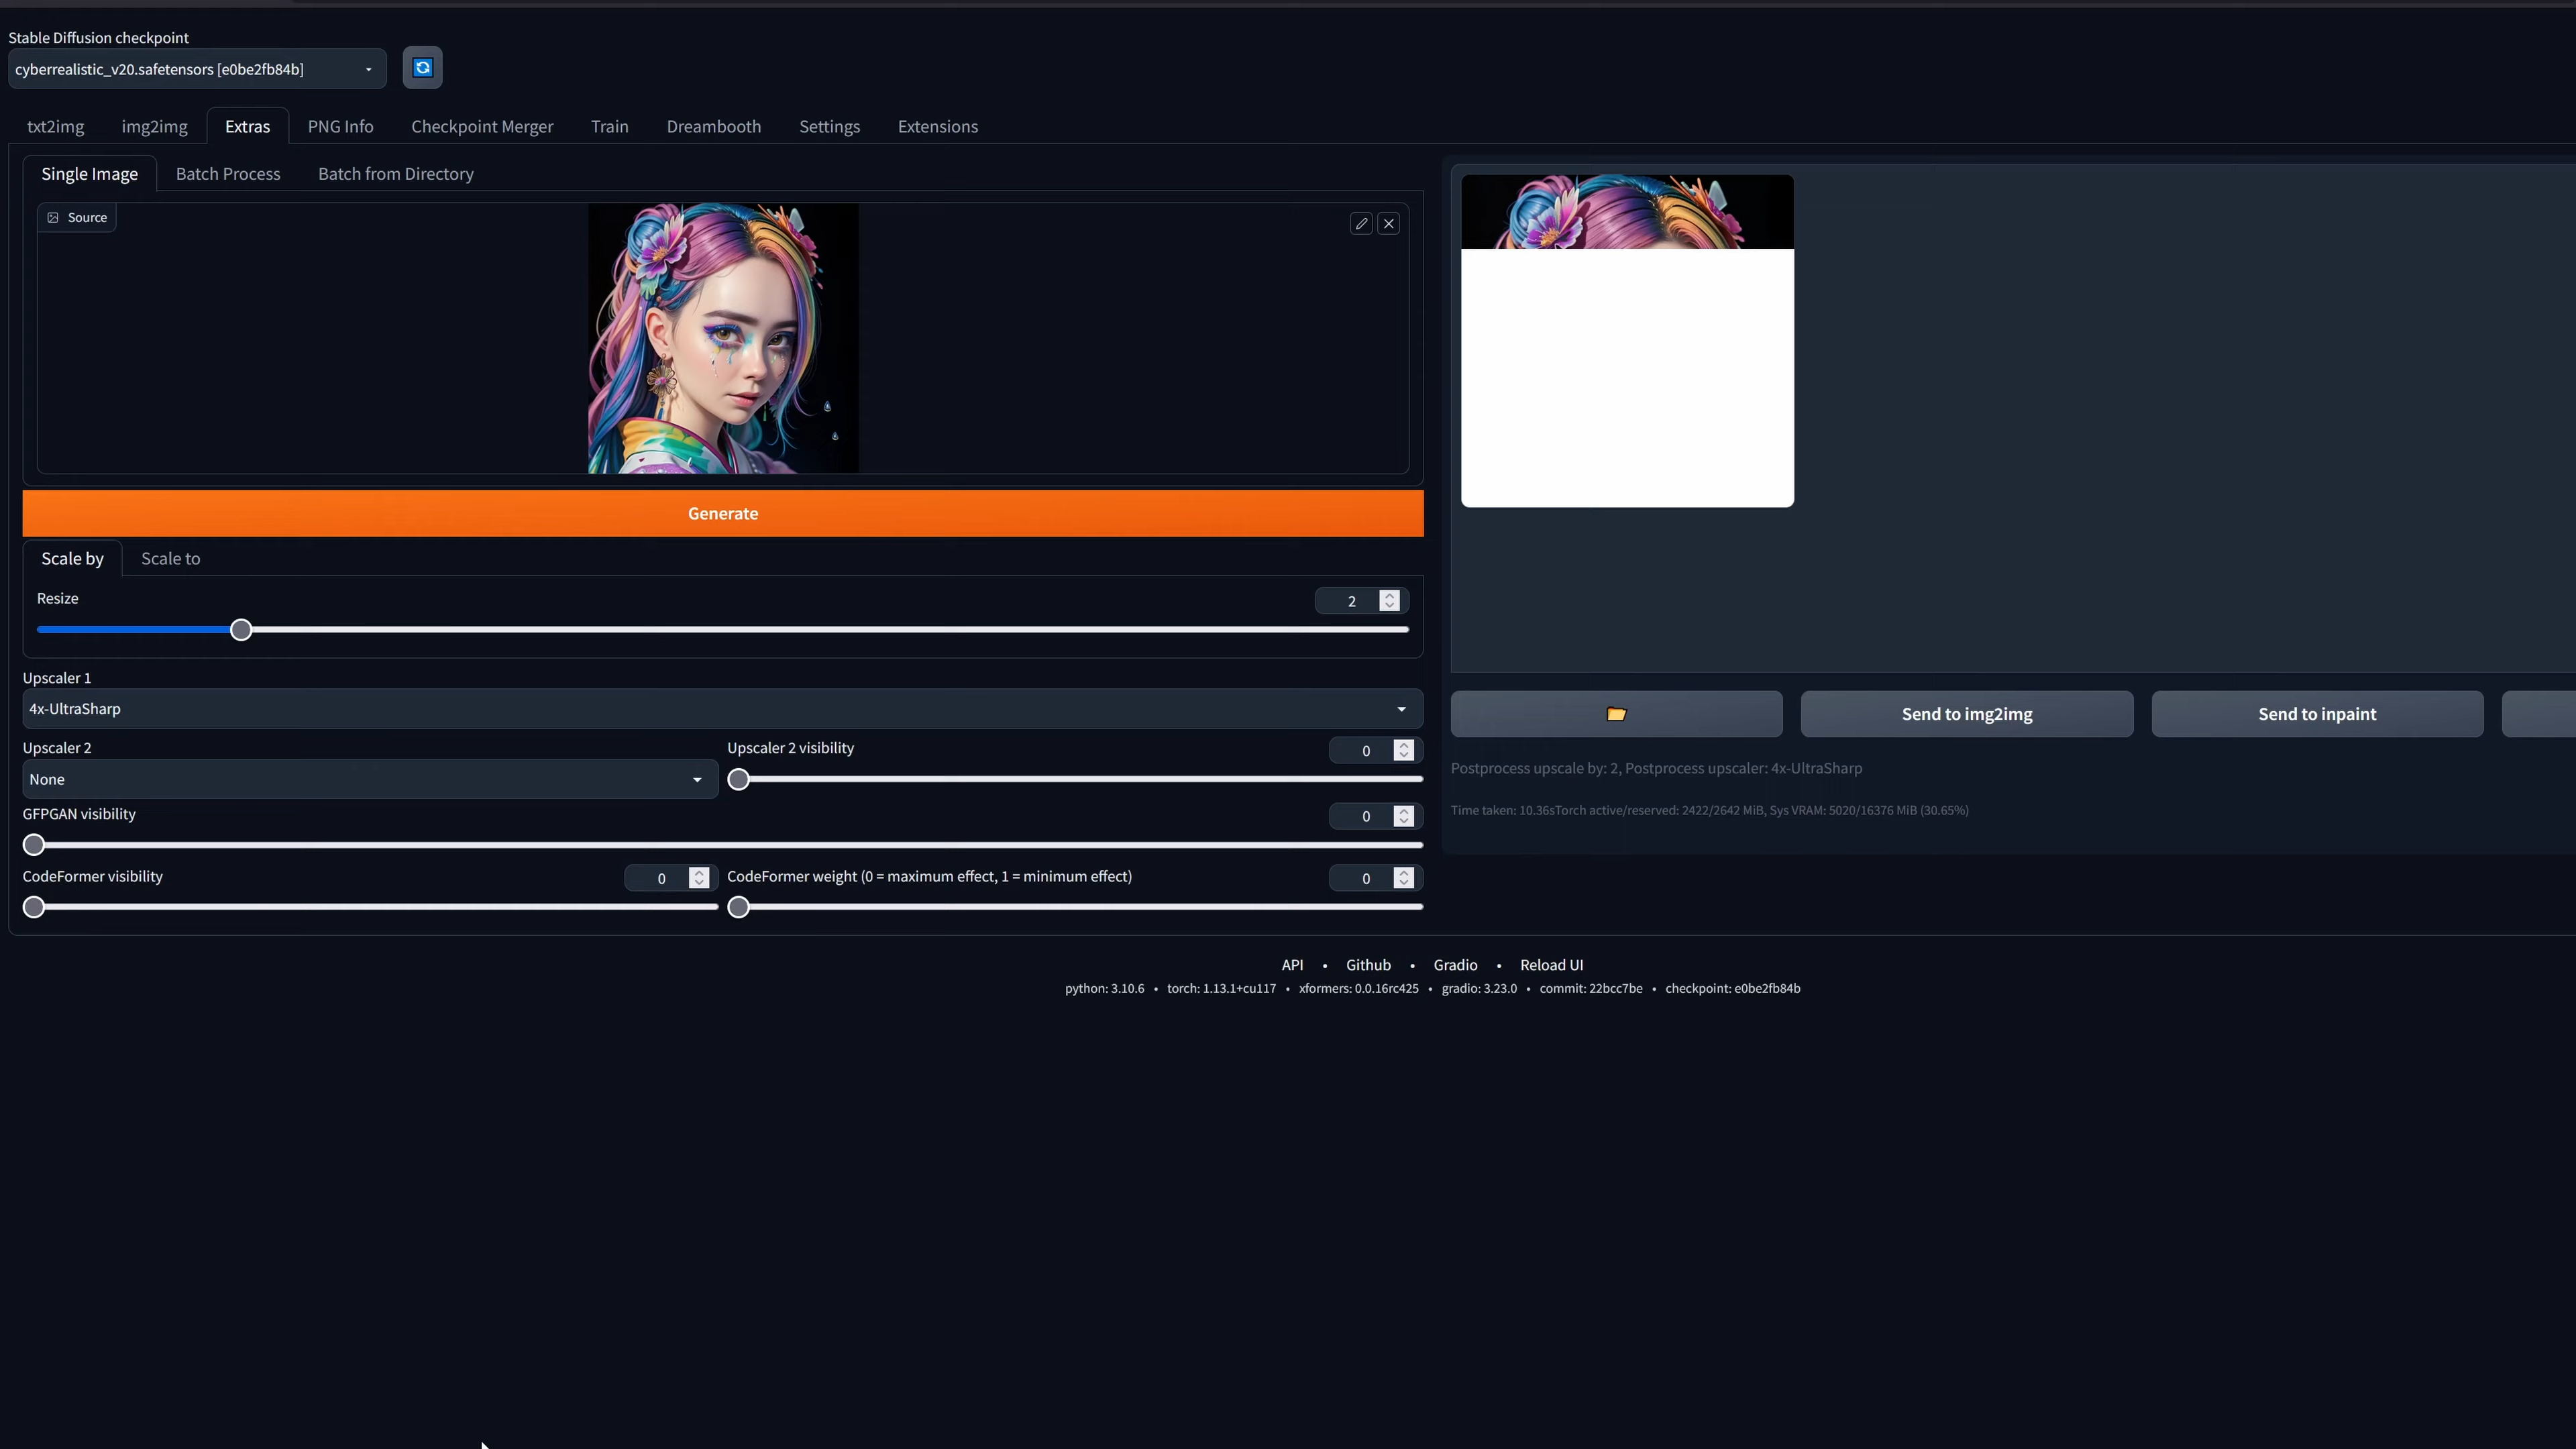 Stable Diffusion checkpoint
cyberrealistic_v20.safetensors [e0be2fb84b]
txt2img img2img Extras PNG Info Checkpoint Merger Train Dreambooth Settings Extensions
Single Image Batch Process Batch from Directory
Source
Generate
Scale by Scale to
Resize 2
Upscaler 1
4x-UltraSharp
Send to img2img Send to inpaint
Upscaler 2 Upscaler 2 visibility 0
None
Postprocess upscale by: 2, Postprocess upscaler: 4x-UltraSharp
GFPGAN visibility 0
Time taken: 10.36sTorch active/reserved: 2422/2642 MiB, Sys VRAM: 5020/16376 MiB (30.65%)
CodeFormer visibility 0 CodeFormer weight (0 = maximum effect, 1 = minimum effect) 0
API • Github • Gradio • Reload UI
python: 3.10.6 • torch: 1.13.1+cu117 • xformers: 0.0.16rc425 • gradio: 3.23.0 • commit: 22bcc7be • checkpoint: e0be2fb84b